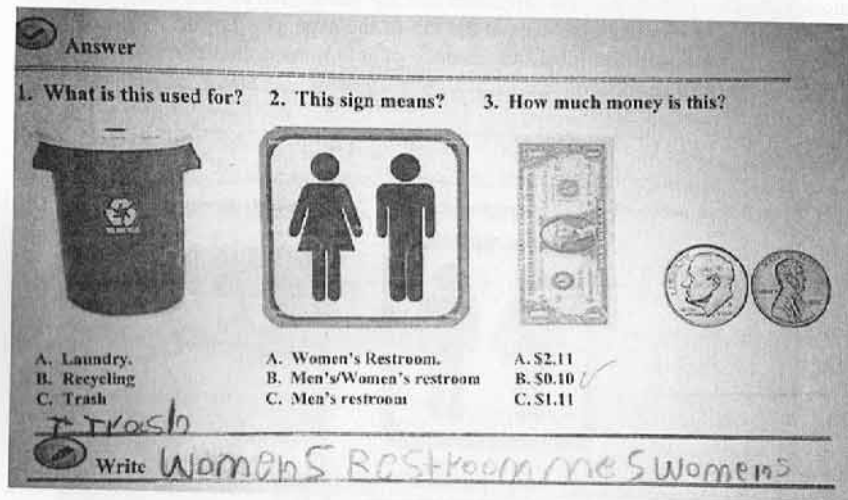 Answer
1. What is this used for? 2. This sign means? 3. How much money is this?
A. Laundry. A. Women's Restroom. A. $2.11
B. Recycling B. Men's/Women's restroom B. $0.10
C. Trash C. Men's restroom C. $1.11
Trash
Write Womens Restroom mes womens